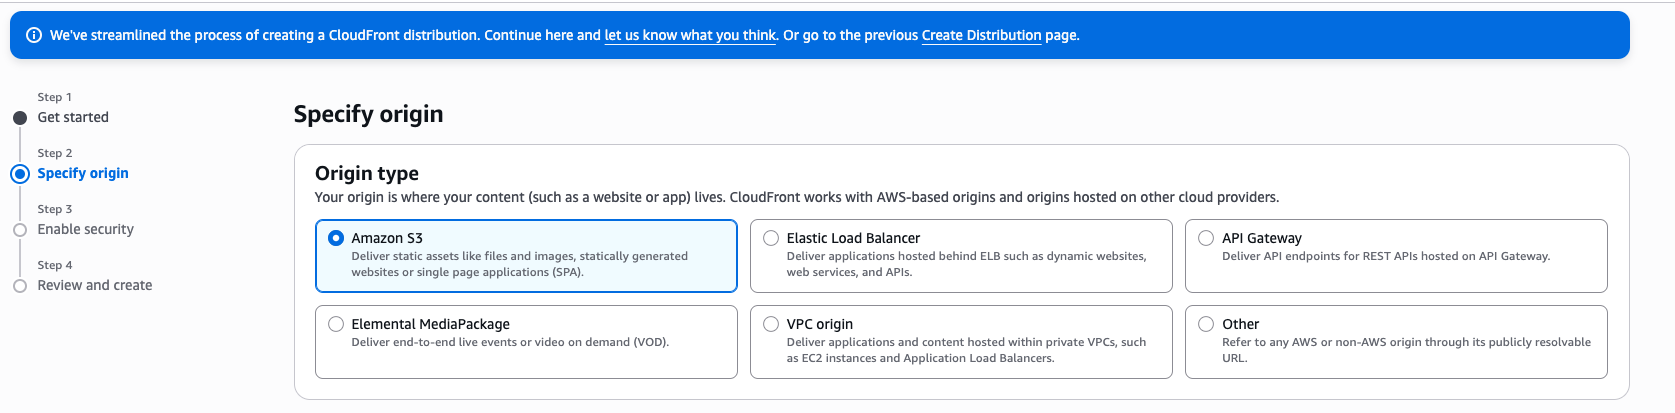 We've streamlined the process of creating a CloudFront distribution. Continue here and let us know what you think. Or go to the previous Create Distribution page.
Step 1
Get started
Step 2
Specify origin
Step 3
Enable security
Step 4
Review and create
Specify origin
Origin type
Your origin is where your content (such as a website or app) lives. CloudFront works with AWS-based origins and origins hosted on other cloud providers.
Amazon S3
Deliver static assets like files and images, statically generated
websites or single page applications (SPA).
Elastic Load Balancer
Deliver applications hosted behind ELB such as dynamic websites,
web services, and APIs.
API Gateway
Deliver API endpoints for REST APIs hosted on API Gateway.
Elemental MediaPackage
Deliver end-to-end live events or video on demand (VOD).
VPC origin
Deliver applications and content hosted within private VPCs, such
as EC2 instances and Application Load Balancers.
Other
Refer to any AWS or non-AWS origin through its publicly resolvable
URL.